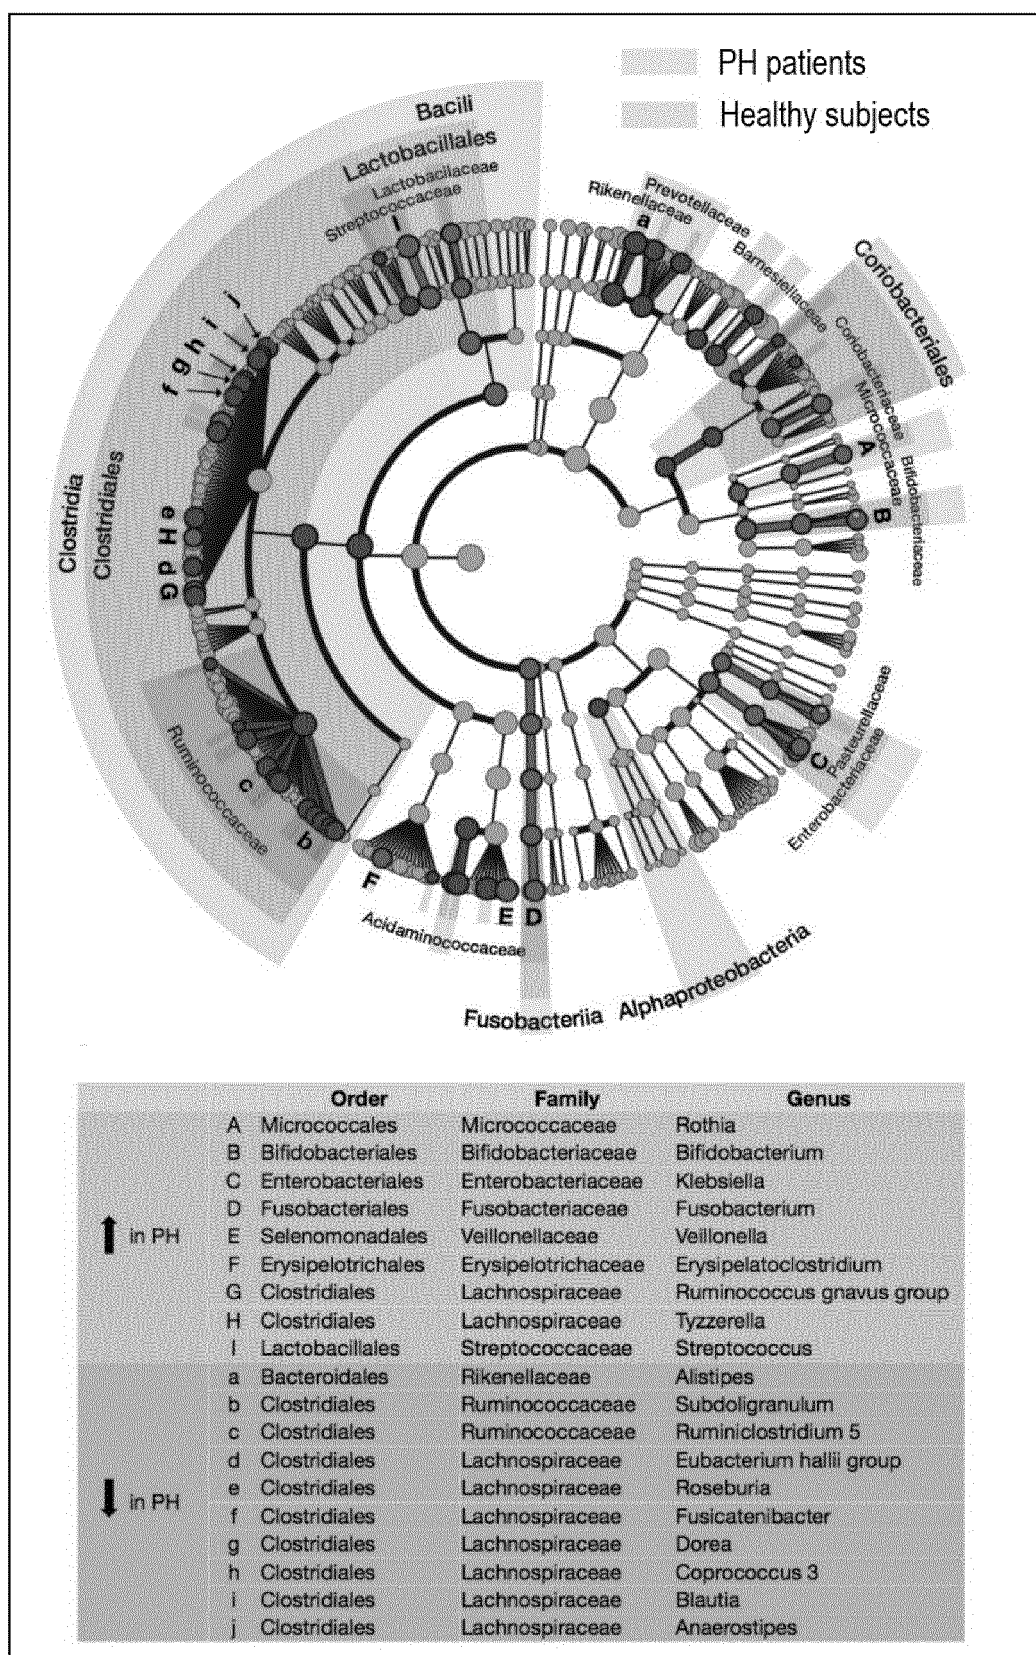 PH patients
Healthy subjects
Bacili
Lactobacillales
Lactobacilaceae
Streptococcaceae
I
Rikenellaceae
a
Prevotellaceae
Barnesiellaceae
Coriobacteriales
Coriobacteriaceae
Micrococcaceae
Bifidobacteriaceae
A
B
j
i
h
g
f
Clostridia
Clostridiales
e
H
d
G
Ruminococcaceae
c
b
F
Acidaminococcaceae
E
D
Fusobacteriia
Alphaproteobacteria
C
Pasteurellaceae
Enterobacteriaceae
Order Family Genus
A Micrococcales Micrococcaceae Rothia
B Bifidobacteriales Bifidobacteriaceae Bifidobacterium
C Enterobacteriales Enterobacteriaceae Klebsiella
D Fusobacteriales Fusobacteriaceae Fusobacterium
↑ in PH E Selenomonadales Veillonellaceae Veillonella
F Erysipelotrichales Erysipelotrichaceae Erysipelatoclostridium
G Clostridiales Lachnospiraceae Ruminococcus gnavus group
H Clostridiales Lachnospiraceae Tyzzerella
I Lactobacillales Streptococcaceae Streptococcus
a Bacteroidales Rikenellaceae Alistipes
b Clostridiales Ruminococcaceae Subdoligranulum
c Clostridiales Ruminococcaceae Ruminiclostridium 5
d Clostridiales Lachnospiraceae Eubacterium hallii group
↓ in PH e Clostridiales Lachnospiraceae Roseburia
f Clostridiales Lachnospiraceae Fusicatenibacter
g Clostridiales Lachnospiraceae Dorea
h Clostridiales Lachnospiraceae Coprococcus 3
i Clostridiales Lachnospiraceae Blautia
j Clostridiales Lachnospiraceae Anaerostipes